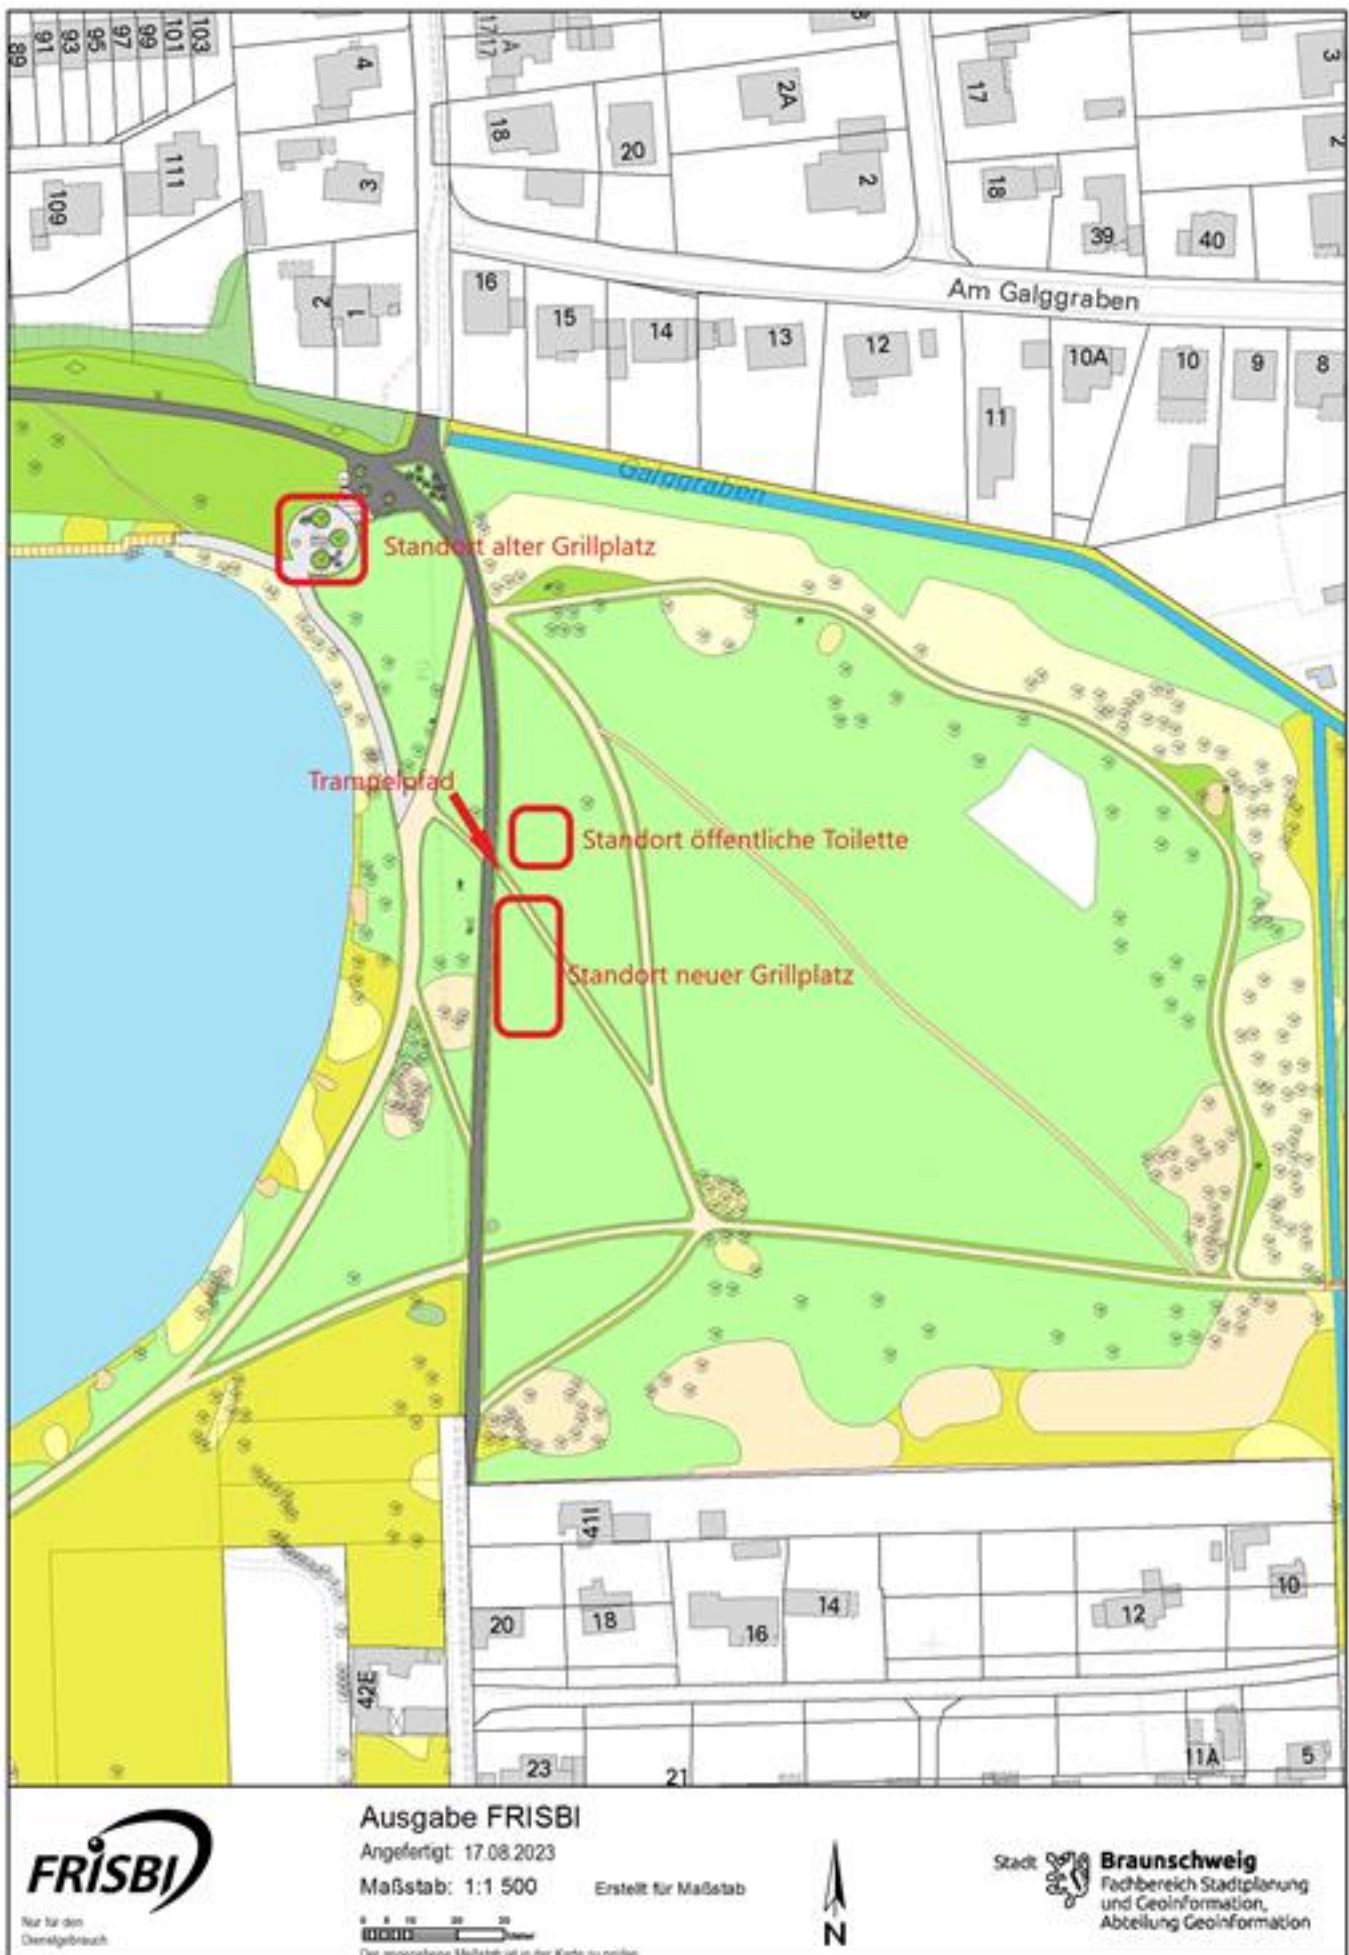 89
91
93
95
97
99
101
103
4
17
A
18
20
2A
17
3
2
111
109
3
2
18
39
40
2
1
16
15
14
13
12
Am Galggraben
11
10A
10
9
8
Galggraben
Standort alter Grillplatz
Trampelpfad
Standort öffentliche Toilette
Standort neuer Grillplatz
41I
20
18
16
14
12
10
42E
23
21
11A
5
FRISBI
Nur für den
Dienstgebrauch
Ausgabe FRISBI
Angefertigt: 17.08.2023
Maßstab: 1:1 500 Erstellt für Maßstab
N
Stadt Braunschweig
Fachbereich Stadtplanung
und Geoinformation,
Abteilung Geoinformation